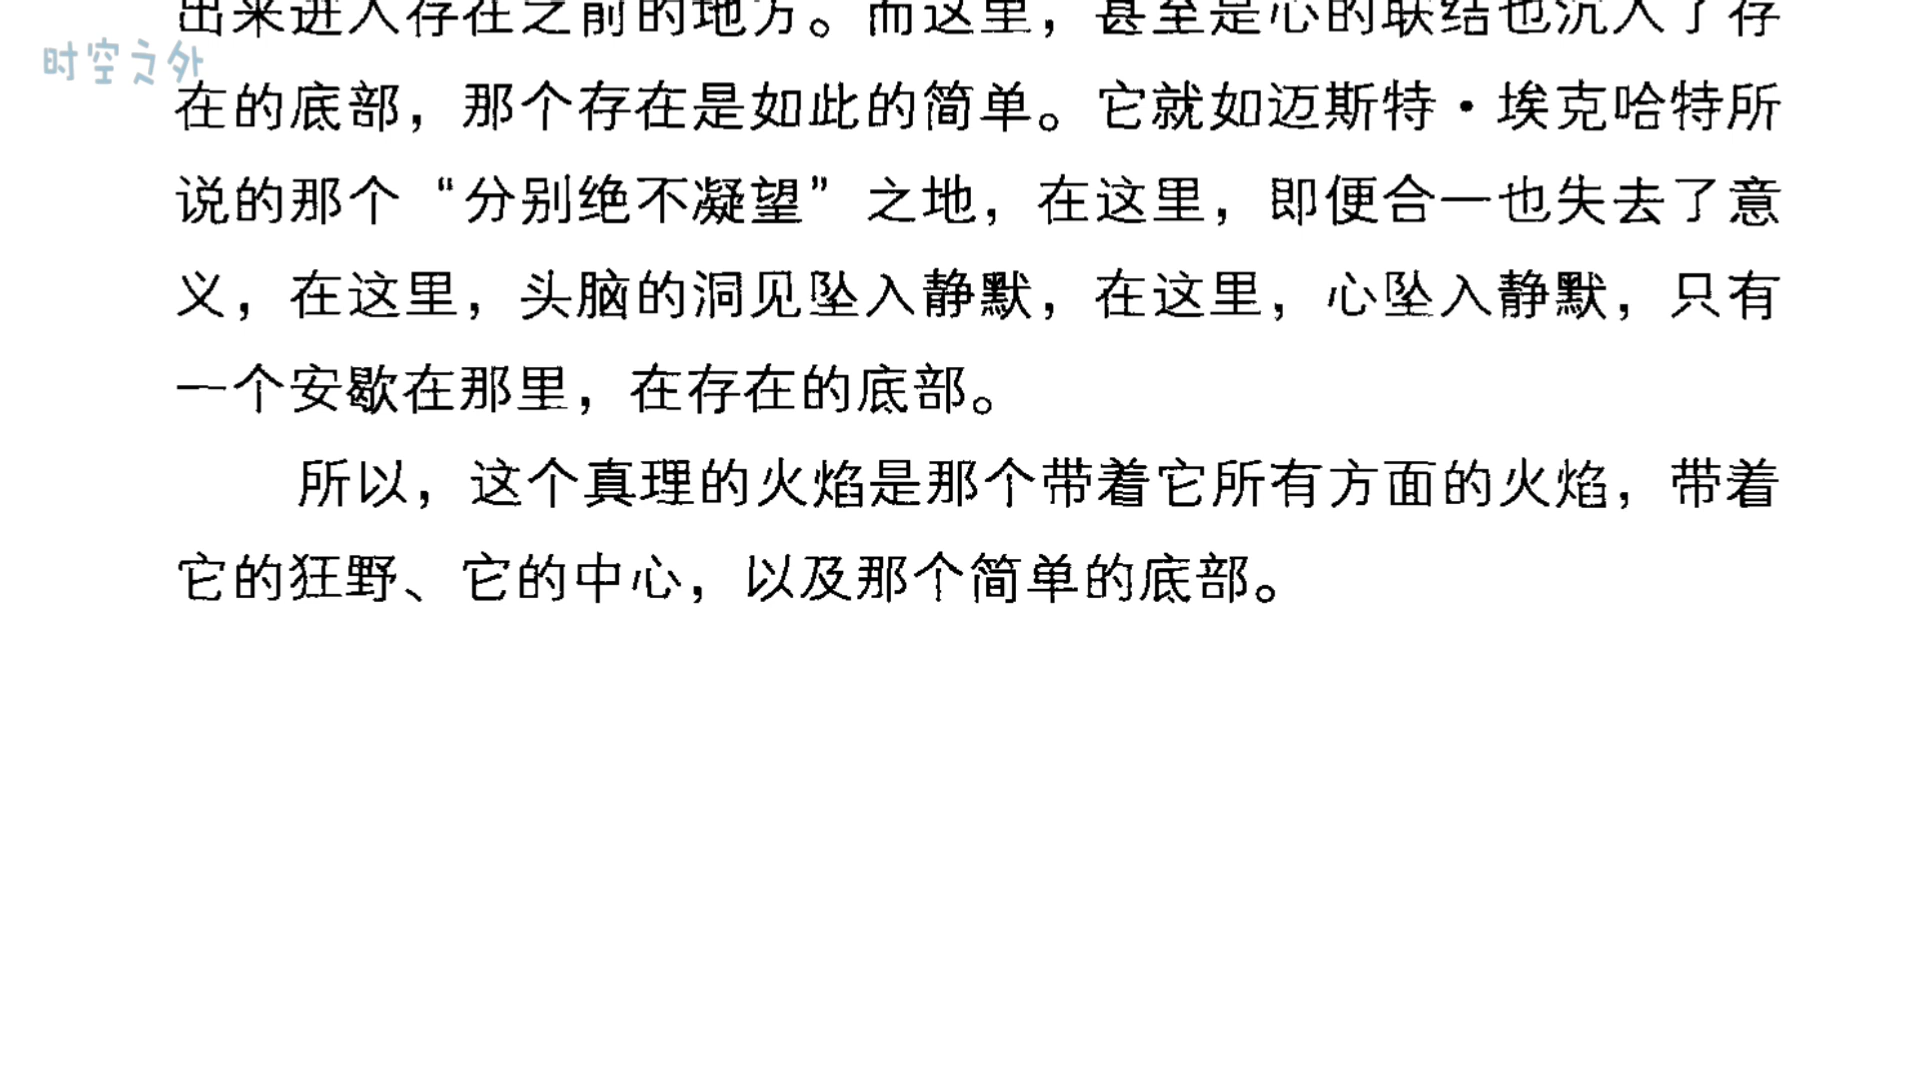 出来进入存在之前的地方。而这里，甚至是心的联结也沉入了存
时空之外
在的底部，那个存在是如此的简单。它就如迈斯特·埃克哈特所
说的那个“分别绝不凝望”之地，在这里，即便合一也失去了意
义，在这里，头脑的洞见坠入静默，在这里，心坠入静默，只有
一个安歇在那里，在存在的底部。
所以，这个真理的火焰是那个带着它所有方面的火焰，带着
它的狂野、它的中心，以及那个简单的底部。